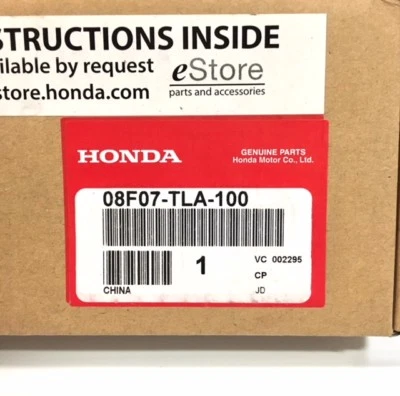 STRUCTIONS INSIDE
ilable by request
store.honda.com
eStore
parts and accessories
HONDA
GENUINE PARTS
Honda Motor Co., Ltd.
08F07-TLA-100
1
VC 002295
CP
CHINA
JD